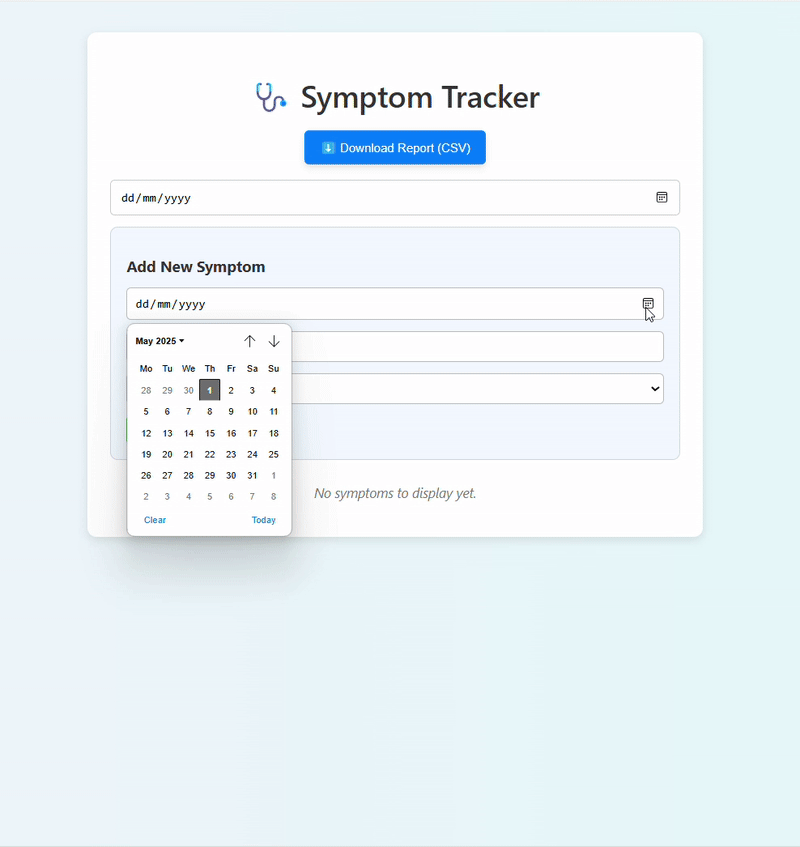 Symptom Tracker
Download Report (CSV)
dd/mm/yyyy
Add New Symptom
dd/mm/yyyy
May 2025
Mo Tu We Th Fr Sa Su
28 29 30 1 2 3 4
5 6 7 8 9 10 11
12 13 14 15 16 17 18
19 20 21 22 23 24 25
26 27 28 29 30 31 1
2 3 4 5 6 7 8
Clear Today
No symptoms to display yet.